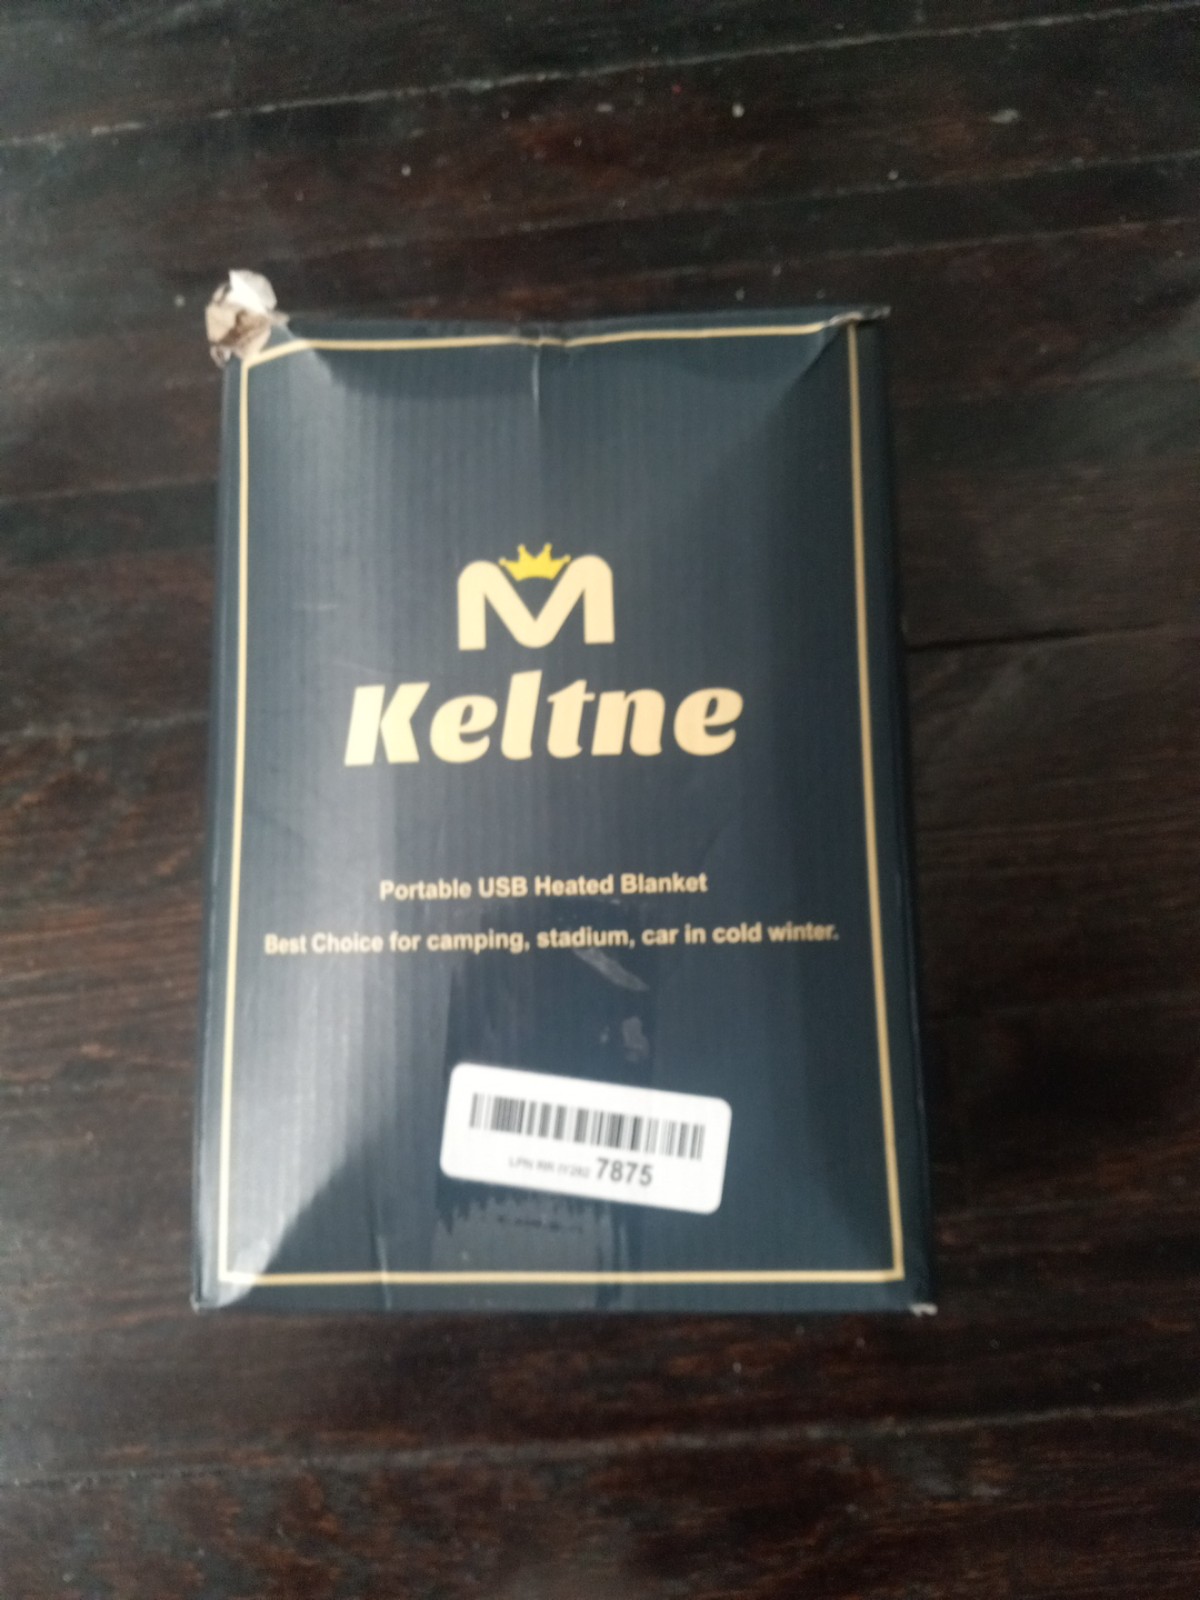 M
Keltne
Portable USB Heated Blanket
Best Choice for camping, stadium, car in cold winter.
7875